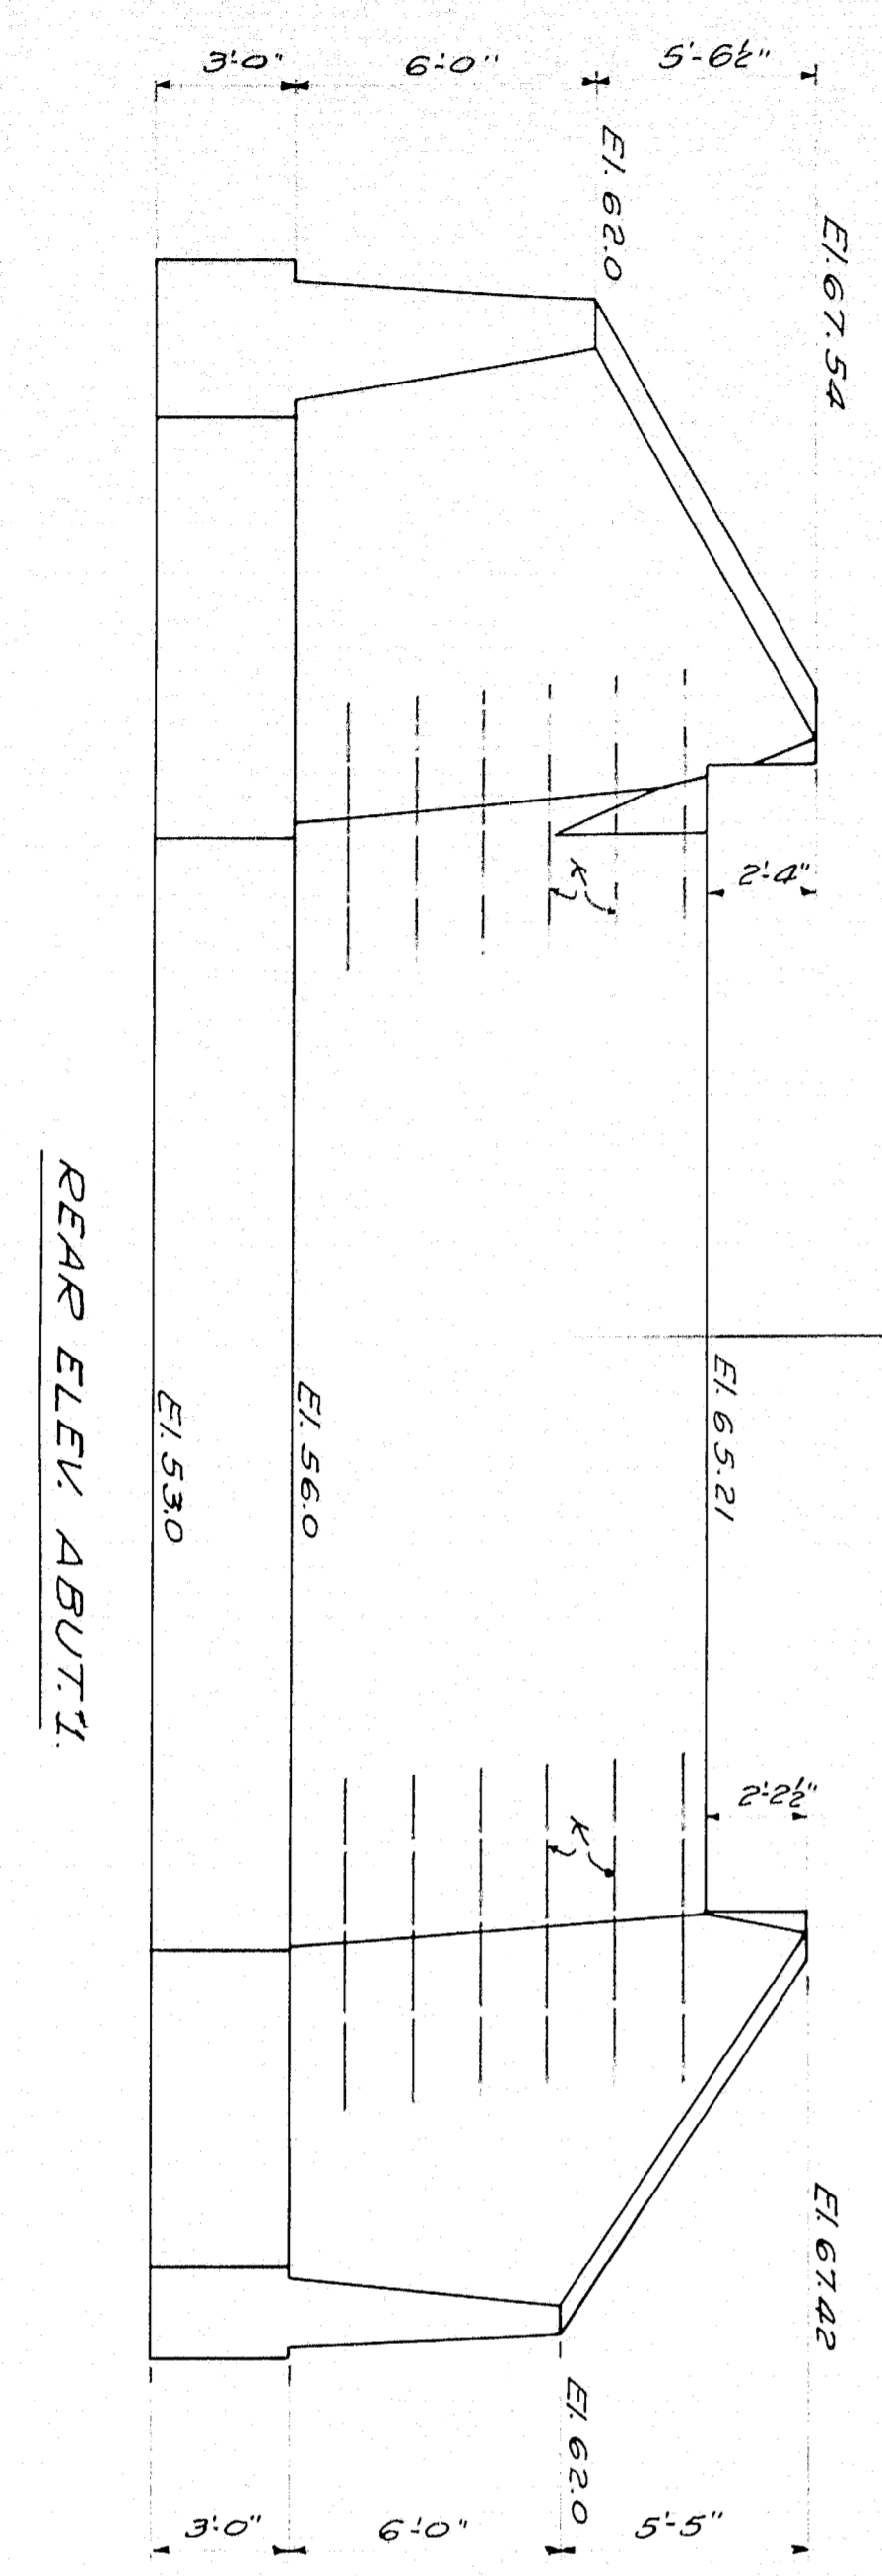 3'-0"
6'-0"
5'-6½"
El. 62.0
El. 67.54
2'-4"
K
El. 65.21
El. 56.0
El. 53.0
REAR ELEV. ABUT. 1.
2'-2½"
K
El. 67.42
El. 62.0
3'-0"
6'-0"
5'-5"